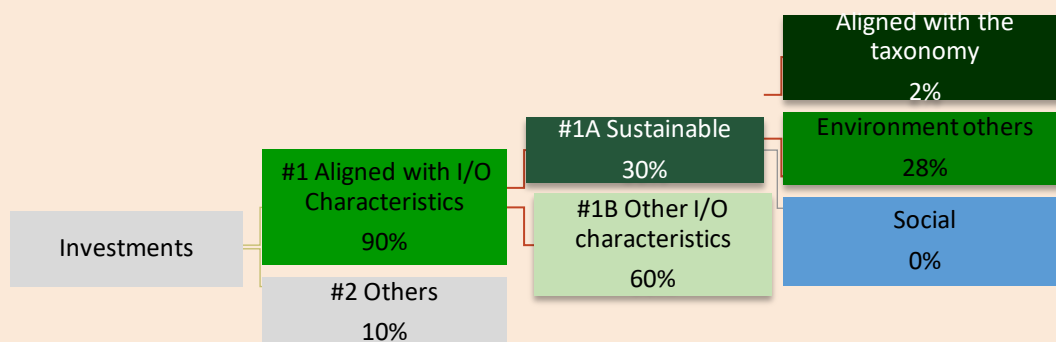 Investments
#1 Aligned with I/O
Characteristics
90%
#2 Others
10%
#1A Sustainable
30%
#1B Other I/O
characteristics
60%
Aligned with the
taxonomy
2%
Environment others
28%
Social
0%